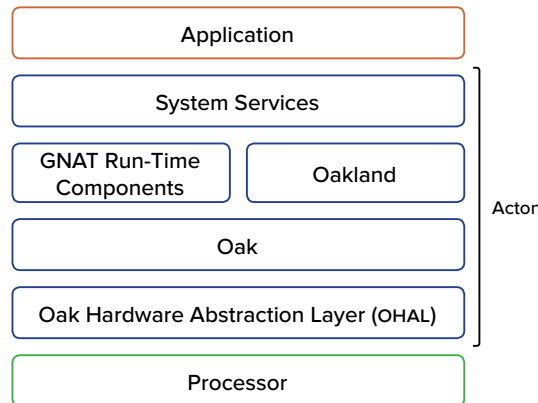 Application
System Services
GNAT Run-Time
Components
Oakland
Acton
Oak
Oak Hardware Abstraction Layer (OHAL)
Processor